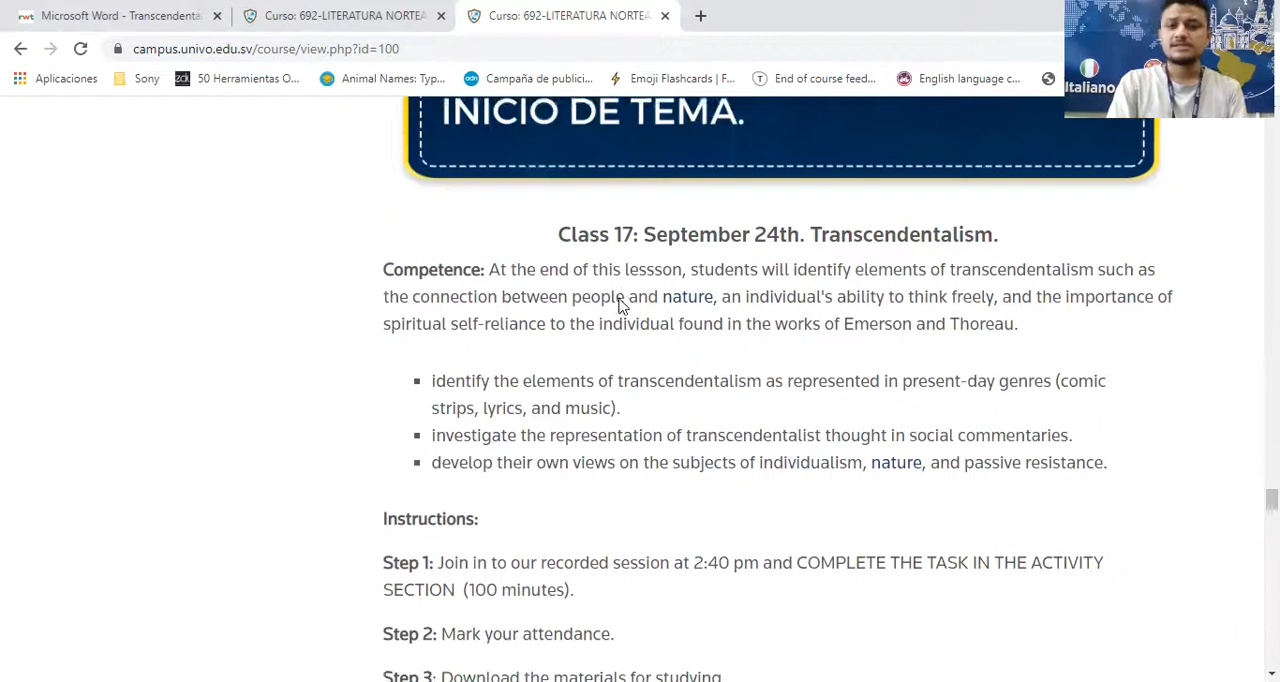 Microsoft Word - Transcendenta
Curso: 692-LITERATURA NORTEA
Curso: 692-LITERATURA NORTEA
campus.univo.edu.sv/course/view.php?id=100
Aplicaciones
Sony
50 Herramientas O...
Animal Names: Typ...
Campaña de publici...
Emoji Flashcards | F...
End of course feed...
English language c...
Italiano
INICIO DE TEMA.
Class 17: September 24th. Transcendentalism.
Competence: At the end of this lessson, students will identify elements of transcendentalism such as
the connection between people and nature, an individual's ability to think freely, and the importance of
spiritual self-reliance to the individual found in the works of Emerson and Thoreau.
identify the elements of transcendentalism as represented in present-day genres (comic
strips, lyrics, and music).
investigate the representation of transcendentalist thought in social commentaries.
develop their own views on the subjects of individualism, nature, and passive resistance.
Instructions:
Step 1: Join in to our recorded session at 2:40 pm and COMPLETE THE TASK IN THE ACTIVITY
SECTION (100 minutes).
Step 2: Mark your attendance.
Step 3: Download the materials for studying.